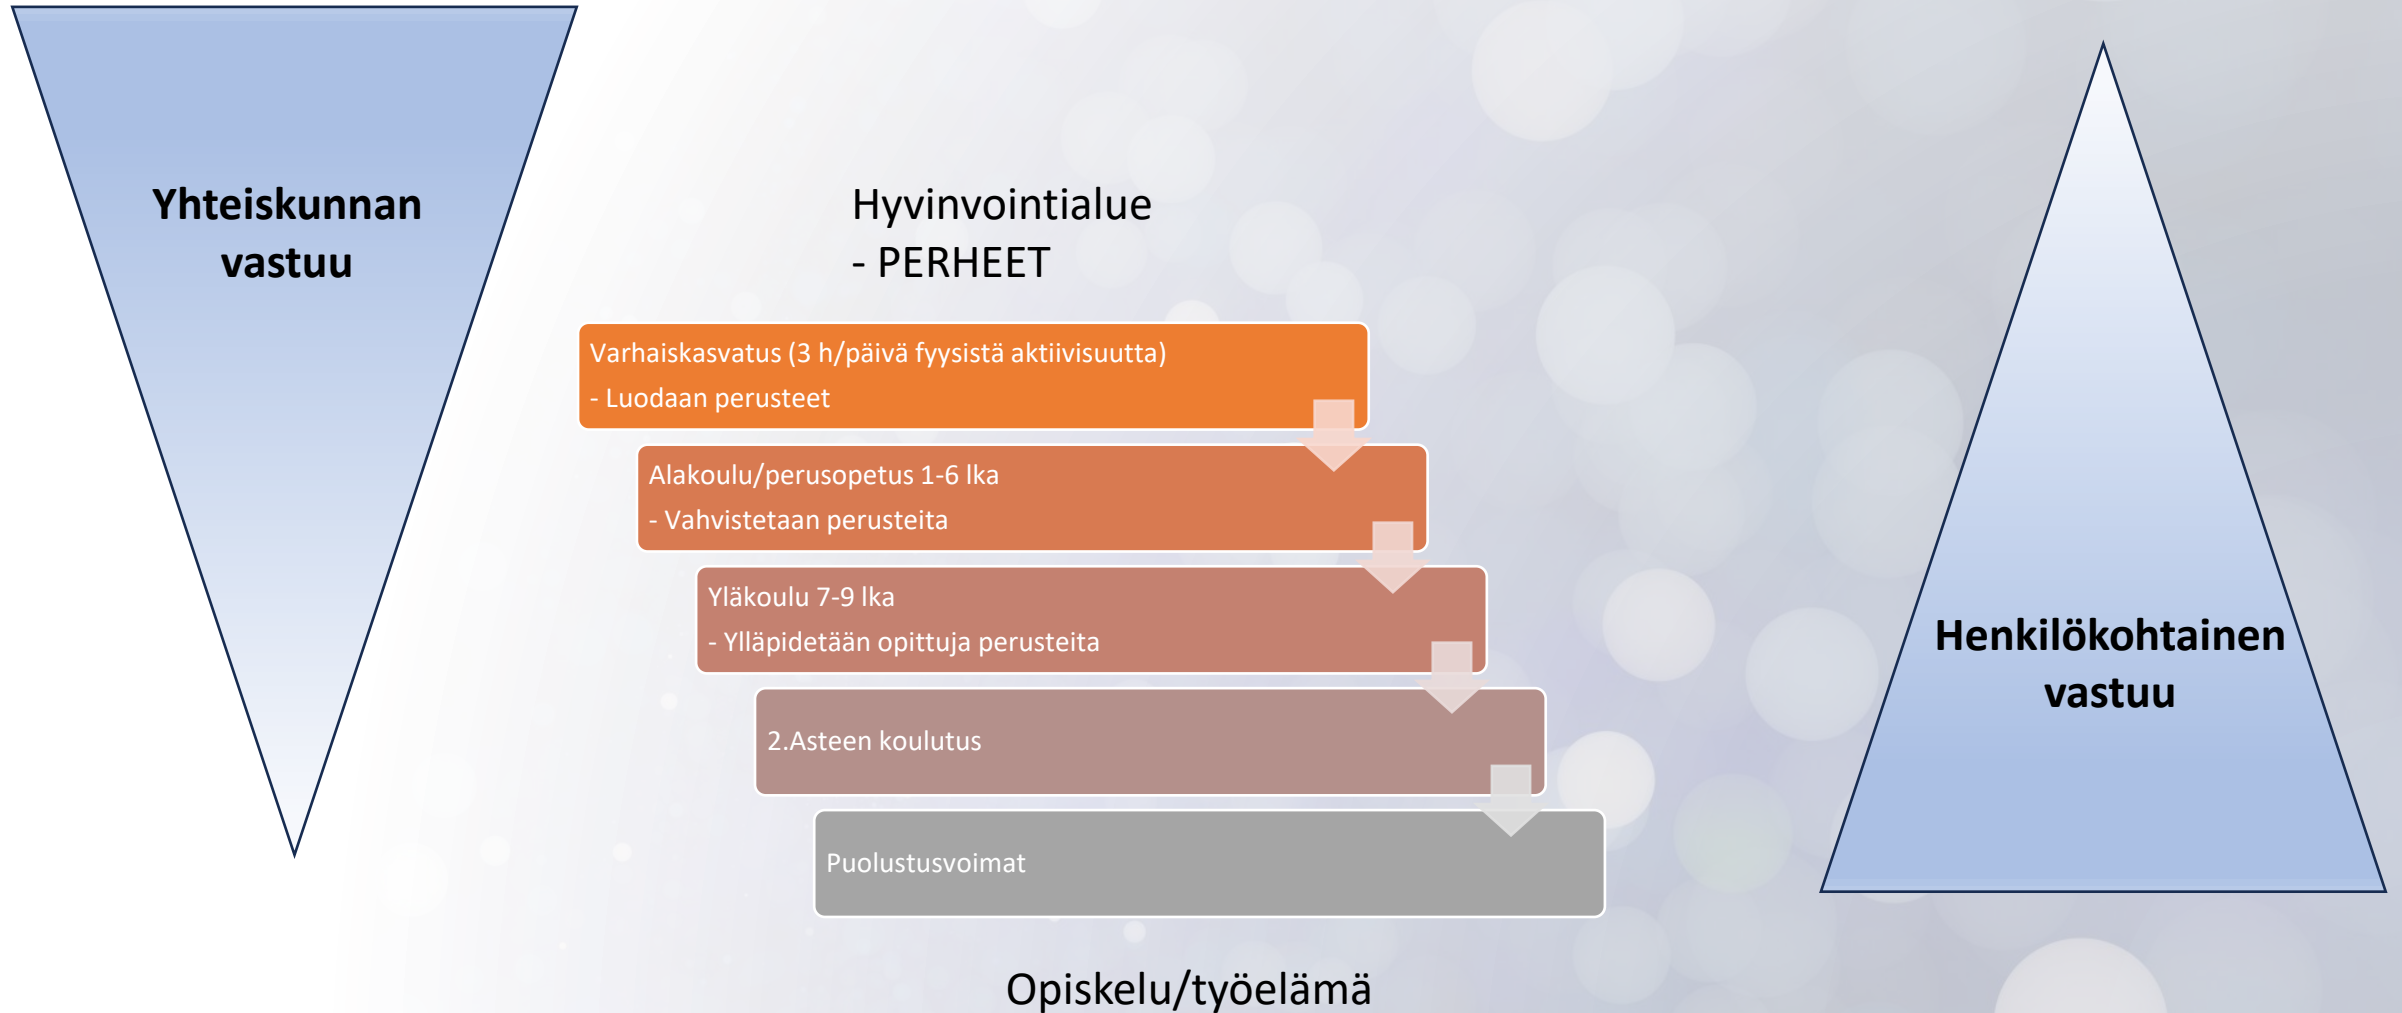 Yhteiskunnan
vastuu
Hyvinvointialue
- PERHEET
Varhaiskasvatus (3 h/päivä fyysistä aktiivisuutta)
- Luodaan perusteet
Alakoulu/perusopetus 1-6 lka
- Vahvistetaan perusteita
Yläkoulu 7-9 lka
- Ylläpidetään opittuja perusteita
2.Asteen koulutus
Puolustusvoimat
Opiskelu/työelämä
Henkilökohtainen
vastuu